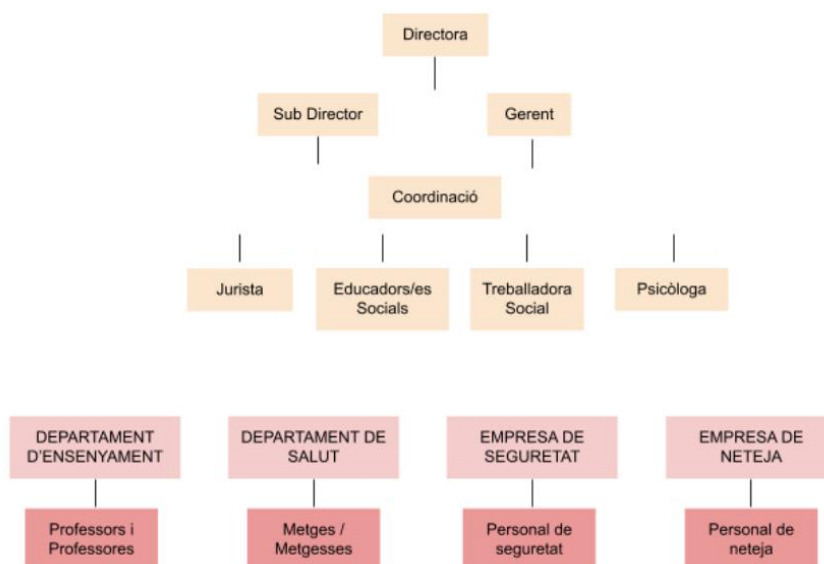 Directora
Sub Director
Gerent
Coordinació
Jurista
Educadors/es
Socials
Treballadora
Social
Psicòloga
DEPARTAMENT
D'ENSENYAMENT
DEPARTAMENT DE
SALUT
EMPRESA DE
SEGURETAT
EMPRESA DE
NETEJA
Professors i
Professores
Metges /
Metgesses
Personal de
seguretat
Personal de
neteja